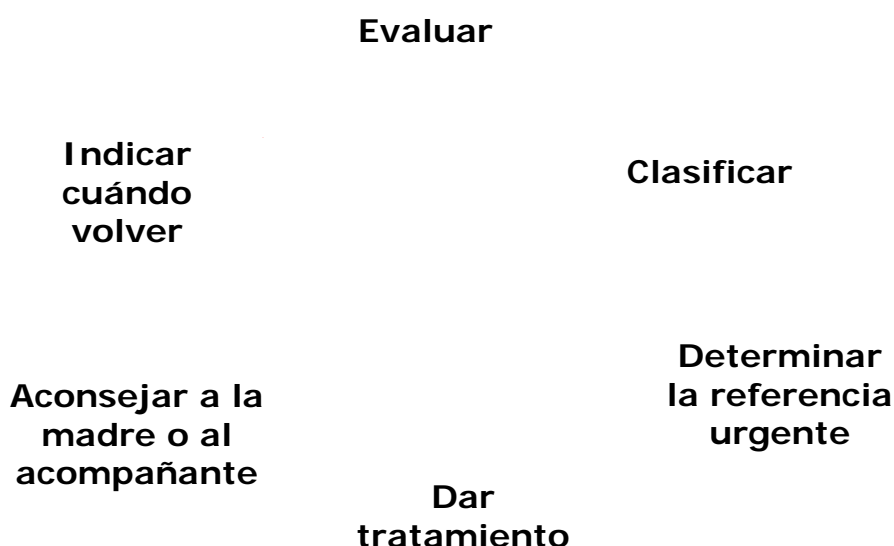 Evaluar
Clasificar
Determinar
la referencia
urgente
Dar
tratamiento
Aconsejar a la
madre o al
acompañante
Indicar
cuándo
volver